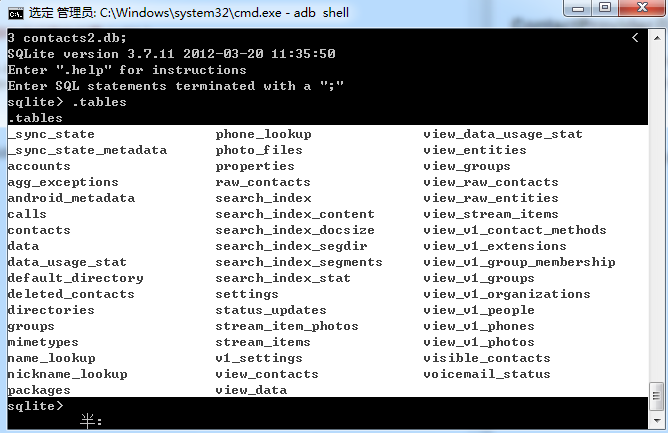 选定 管理员: C:\Windows\system32\cmd.exe - adb  shell
3 contacts2.db; <
SQLite version 3.7.11 2012-03-20 11:35:50
Enter ".help" for instructions
Enter SQL statements terminated with a ";"
sqlite> .tables
.tables
_sync_state phone_lookup view_data_usage_stat
_sync_state_metadata photo_files view_entities
accounts properties view_groups
agg_exceptions raw_contacts view_raw_contacts
android_metadata search_index view_raw_entities
calls search_index_content view_stream_items
contacts search_index_docsize view_v1_contact_methods
data search_index_segdir view_v1_extensions
data_usage_stat search_index_segments view_v1_group_membership
default_directory search_index_stat view_v1_groups
deleted_contacts settings view_v1_organizations
directories status_updates view_v1_people
groups stream_item_photos view_v1_phones
mimetypes stream_items view_v1_photos
name_lookup v1_settings visible_contacts
nickname_lookup view_contacts voicemail_status
packages view_data
sqlite>
半: